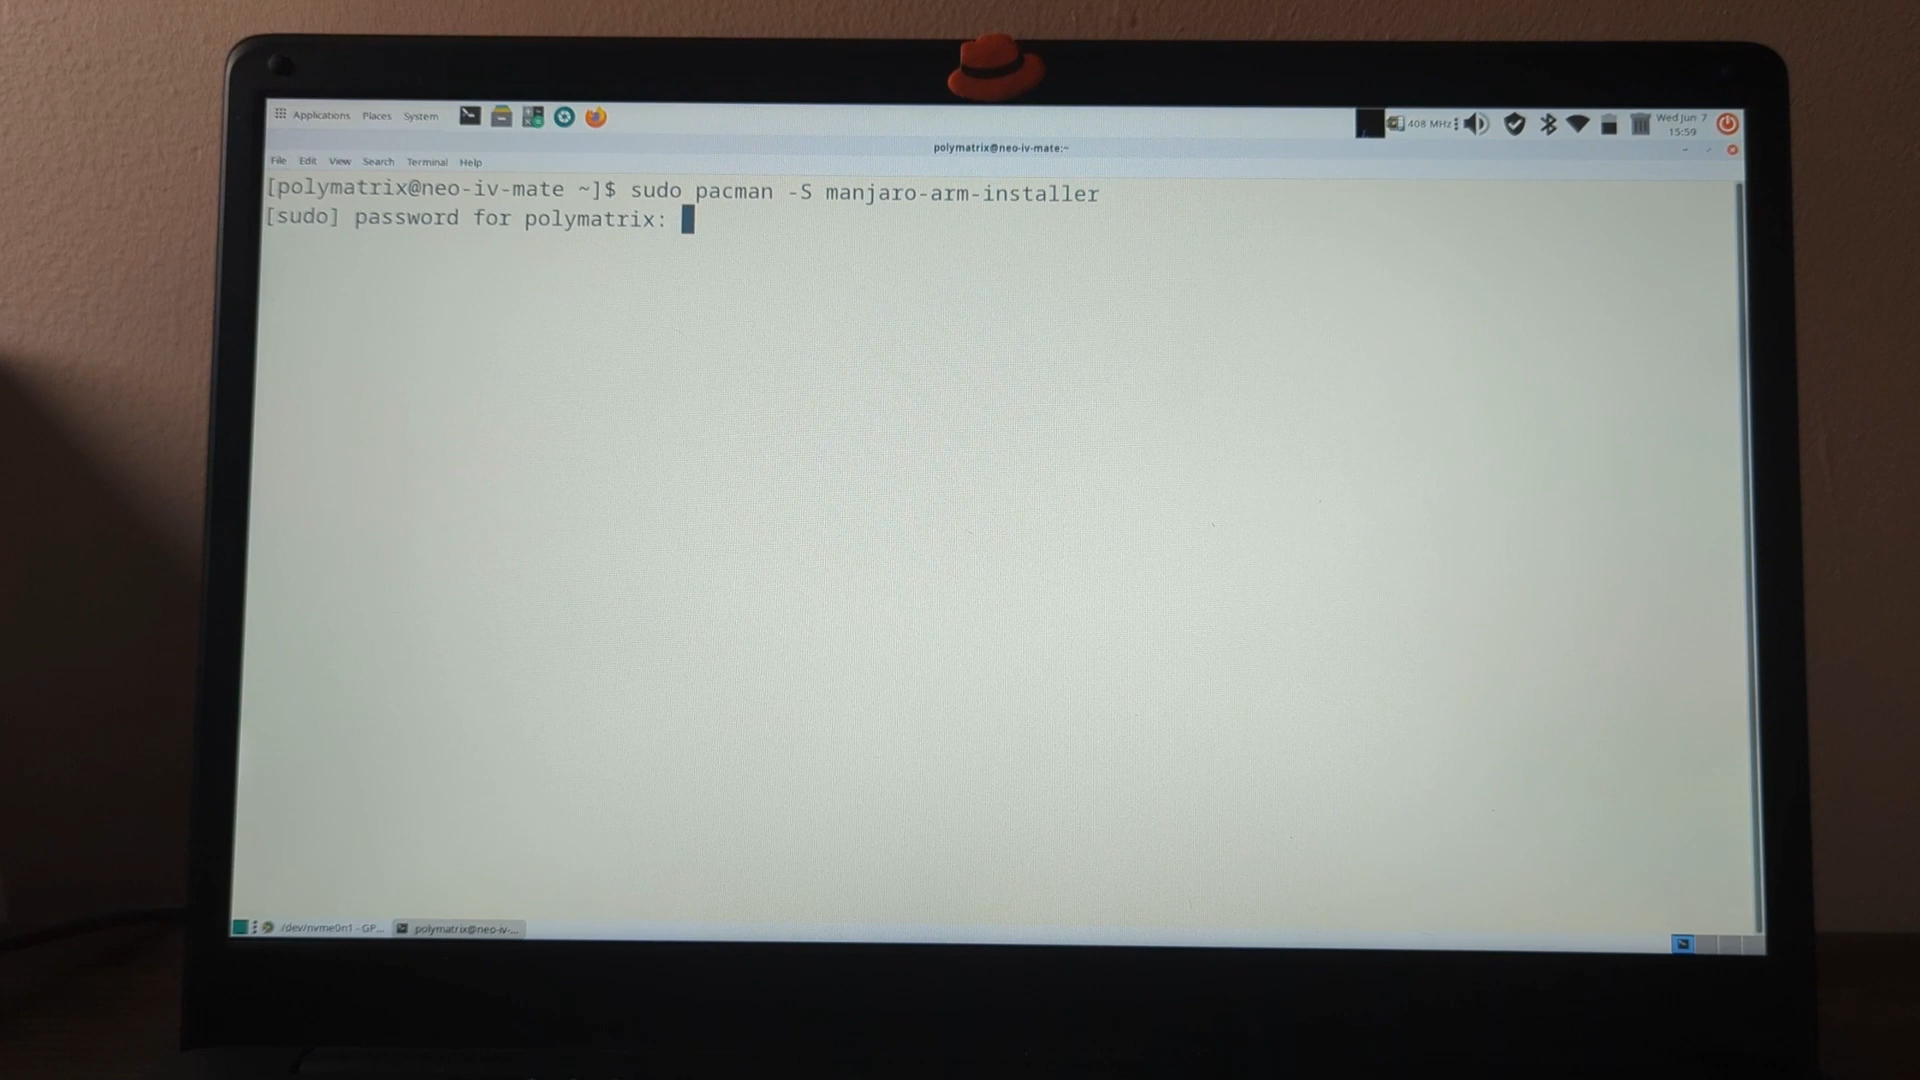 Applications Places System
408 MHz
Wed Jun 7
15:59
polymatrix@neo-iv-mate:~
File Edit View Search Terminal Help
[polymatrix@neo-iv-mate ~]$ sudo pacman -S manjaro-arm-installer
[sudo] password for polymatrix:
/dev/nvme0n1 - GP... polymatrix@neo-iv-...